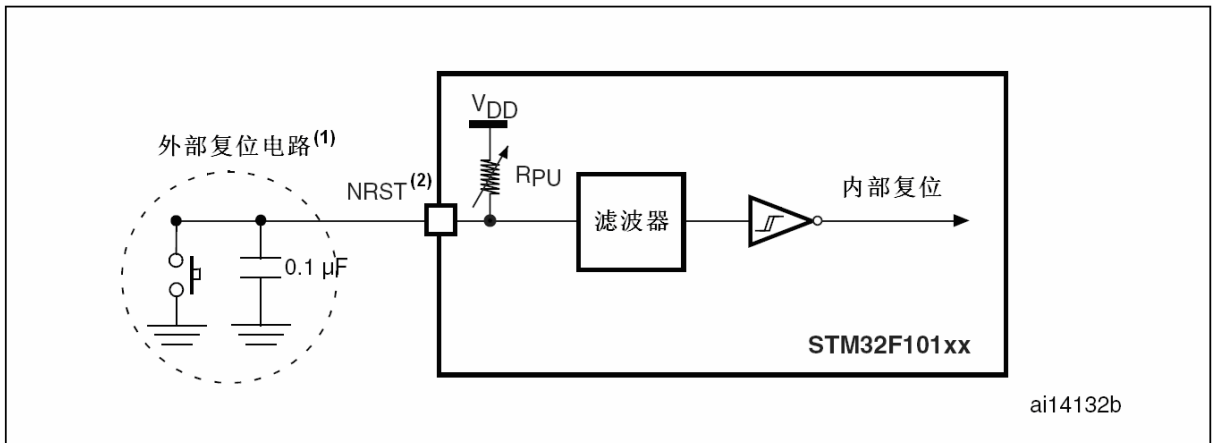 外部复位电路(1)
VDD
NRST(2)
RPU
滤波器
内部复位
0.1 µF
STM32F101xx
ai14132b